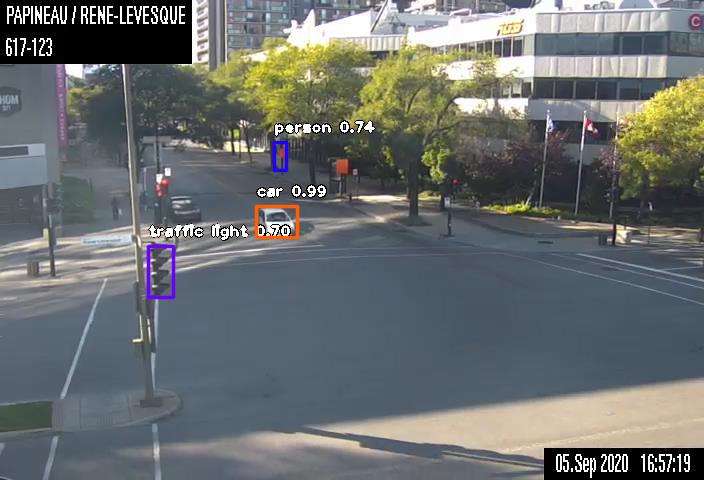 PAPINEAU / RENE-LEVESQUE
617-123
person 0.74
car 0.99
traffic light 0.70
05.Sep 2020 16:57:19